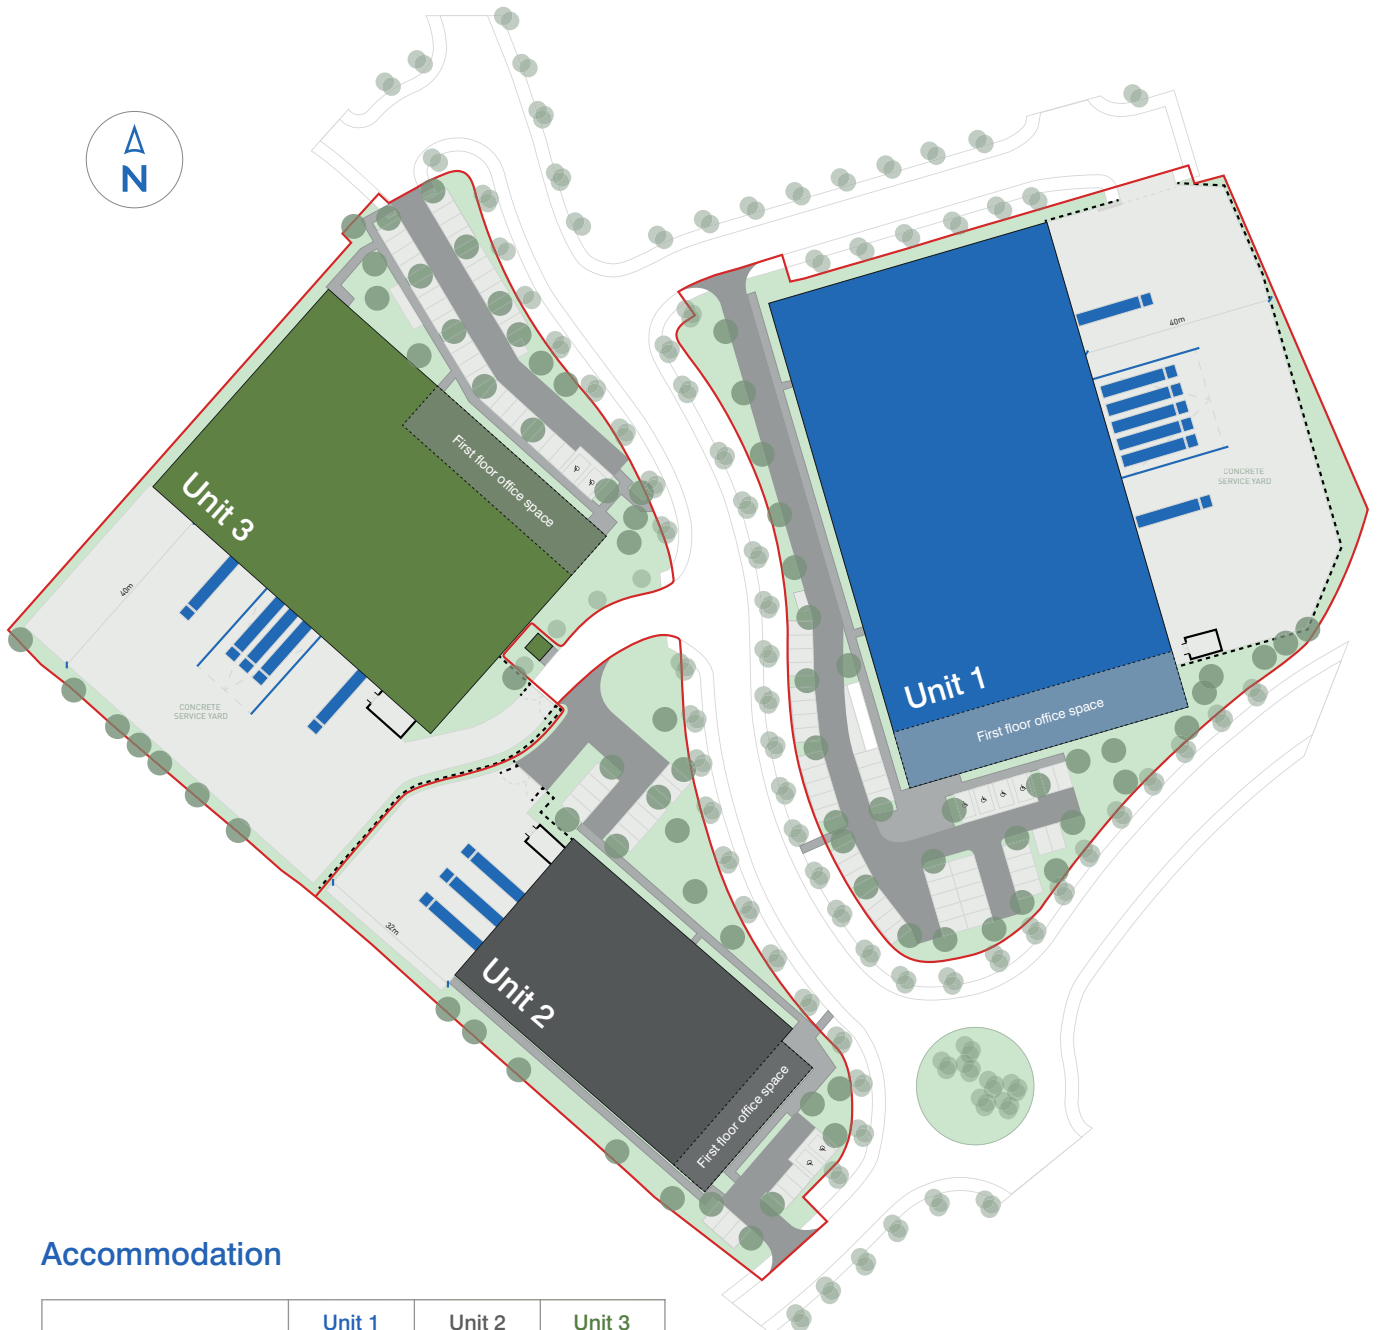 N
40m
CONCRETE
SERVICE YARD
Unit 1
First floor office space
Unit 3
First floor office space
40m
CONCRETE
SERVICE YARD
32m
Unit 2
First floor office space
Accommodation
Unit 1 Unit 2 Unit 3